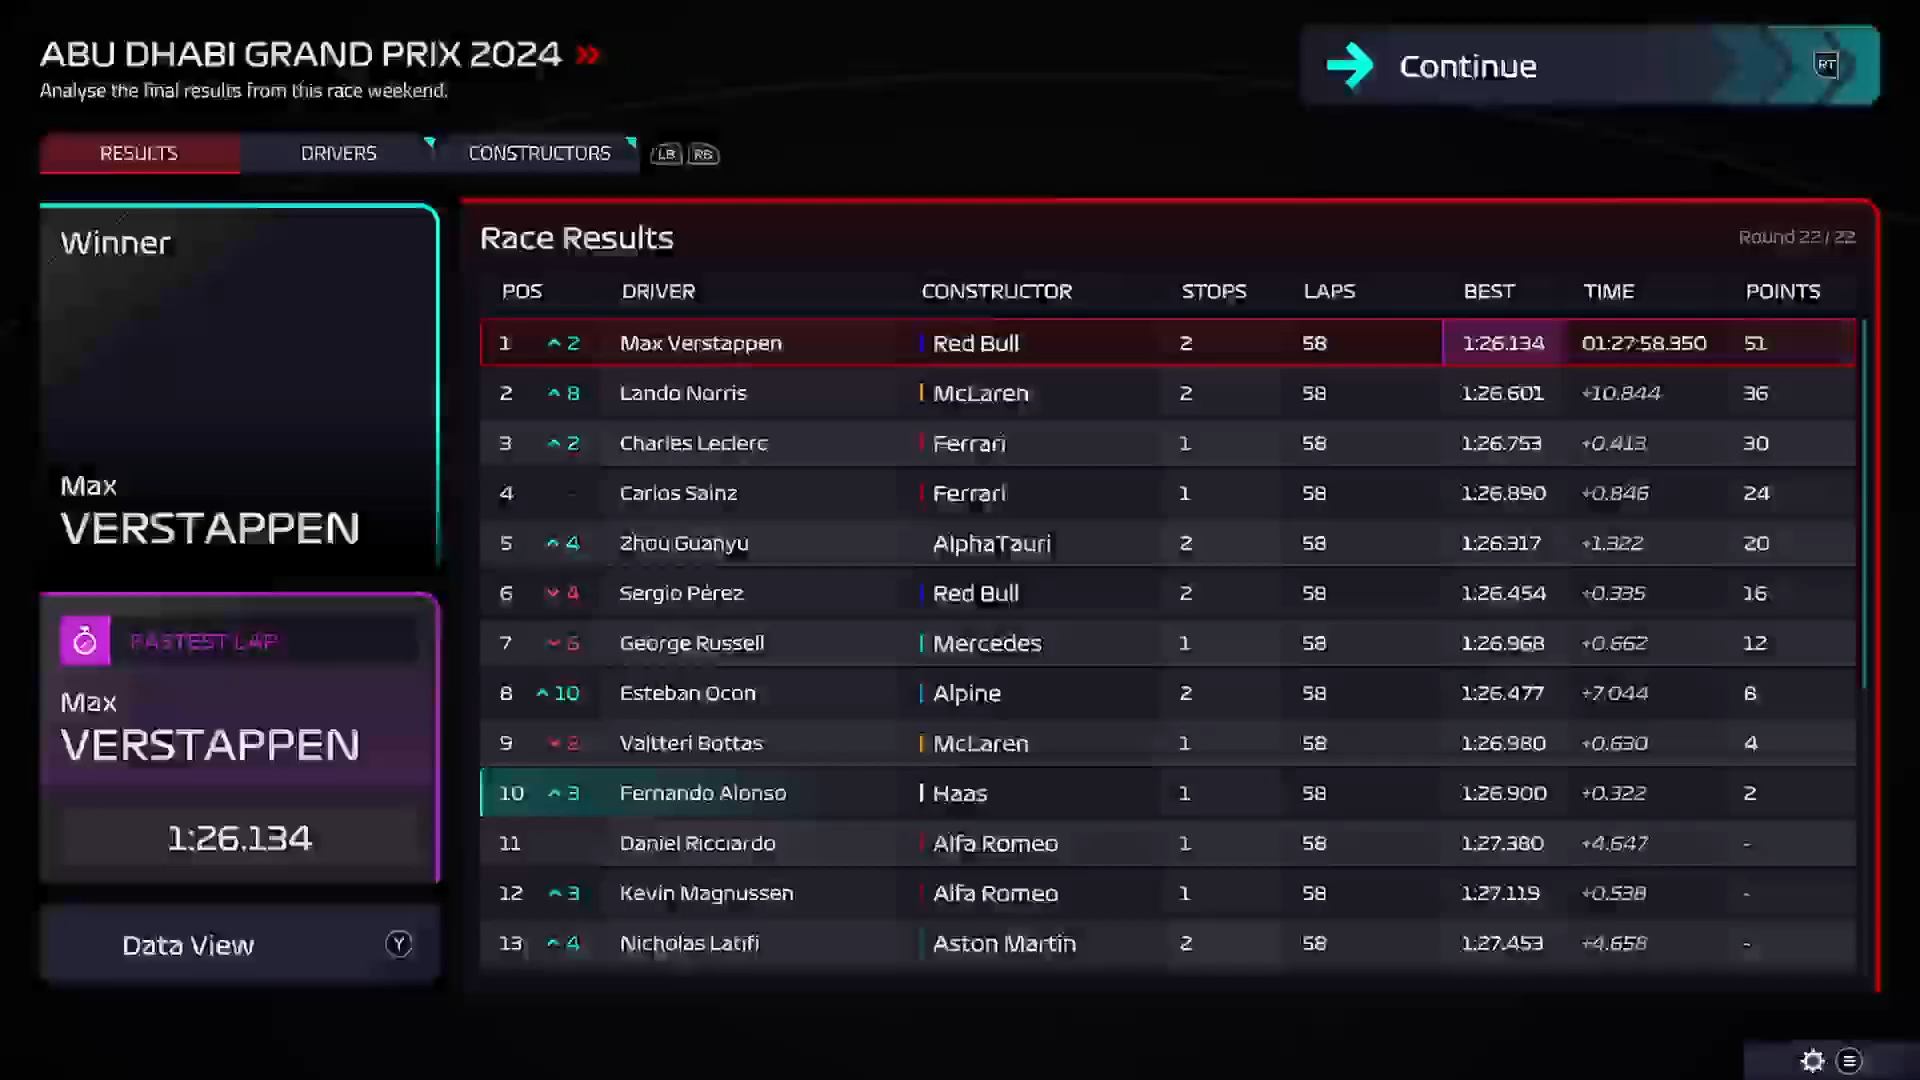 ABU DHABI GRAND PRIX 2024
Analyse the final results from this race weekend.
Continue RT
RESULTS DRIVERS CONSTRUCTORS LB RB
Winner
Max
VERSTAPPEN
FASTEST LAP
Max
VERSTAPPEN
1:26.134
Data View Y
Race Results Round 22 / 22
POS DRIVER CONSTRUCTOR STOPS LAPS BEST TIME POINTS
1 2 Max Verstappen Red Bull 2 58 1:26.134 01:27:58.350 51
2 8 Lando Norris McLaren 2 58 1:26.601 +10.844 36
3 2 Charles Leclerc Ferrari 1 58 1:26.753 +0.413 30
4 - Carlos Sainz Ferrari 1 58 1:26.890 +0.846 24
5 4 Zhou Guanyu AlphaTauri 2 58 1:26.317 +1.322 20
6 4 Sergio Pérez Red Bull 2 58 1:26.454 +0.335 16
7 George Russell Mercedes 1 58 1:26.968 +0.662 12
8 10 Esteban Ocon Alpine 2 58 1:26.477 +7.044
9 Valtteri Bottas McLaren 1 58 1:26.980 +0.630 4
10 3 Fernando Alonso Haas 1 58 1:26.900 +0.322 2
11 Daniel Ricciardo Alfa Romeo 1 58 1:27.380 +4.647 -
12 3 Kevin Magnussen Alfa Romeo 1 58 1:27.119 +0.538 -
13 4 Nicholas Latifi Aston Martin 2 58 1:27.453 +4.658 -